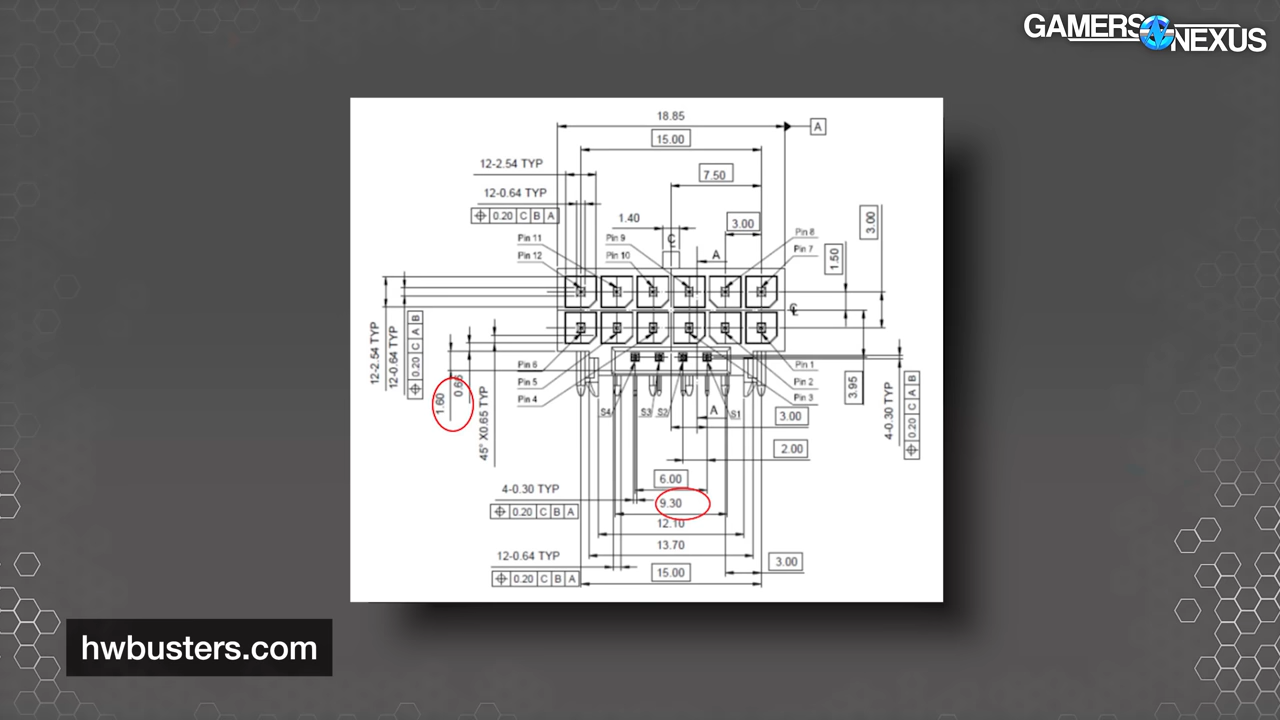 GAMERS NEXUS
18.85
A
15.00
12-2.54 TYP
7.50
12-0.64 TYP
0.20 C B A
1.40
3.00
3.00
Pin 11
Pin 9
C
Pin 8
Pin 12
Pin 10
A
Pin 7
1.50
12-2.54 TYP
12-0.64 TYP
0.20 C A B
Pin 6
Pin 1
Pin 5
Pin 2
Pin 4
Pin 3
1.60
45° X0.65 TYP
S4
S3
S2
A
S1
3.00
3.95
4-0.30 TYP
0.20 C A B
2.00
6.00
4-0.30 TYP
9.30
0.20 C B A
12.10
13.70
12-0.64 TYP
3.00
15.00
0.20 C B A
hwbusters.com